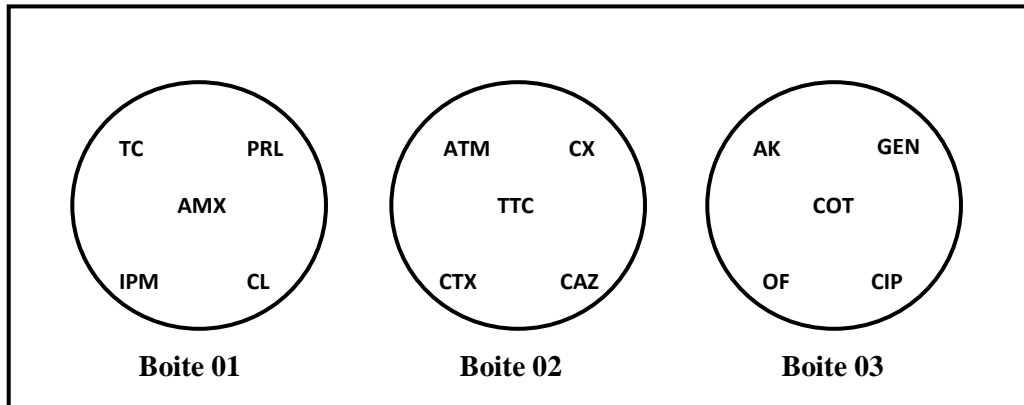 TC PRL ATM CX AK GEN
AMX TTC COT
IPM CL CTX CAZ OF CIP
Boite 01 Boite 02 Boite 03